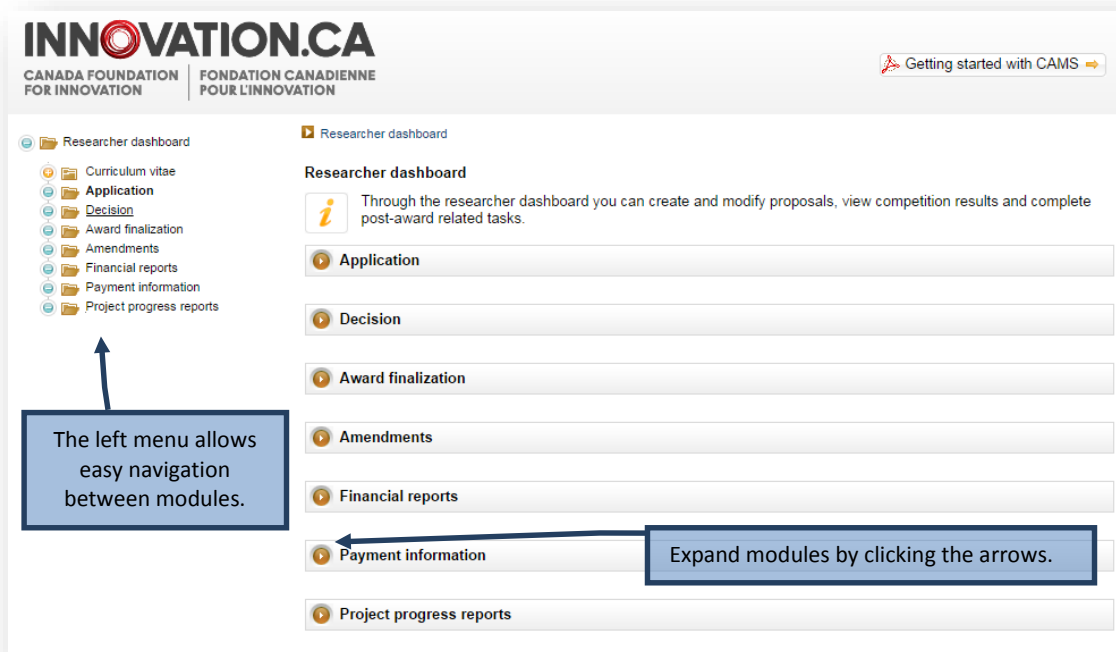 INNOVATION.CA
CANADA FOUNDATION
FOR INNOVATION
FONDATION CANADIENNE
POUR L'INNOVATION
Getting started with CAMS
Researcher dashboard
Curriculum vitae
Application
Decision
Award finalization
Amendments
Financial reports
Payment information
Project progress reports
The left menu allows
easy navigation
between modules.
Researcher dashboard
Researcher dashboard
Through the researcher dashboard you can create and modify proposals, view competition results and complete
post-award related tasks.
Application
Decision
Award finalization
Amendments
Financial reports
Payment information
Expand modules by clicking the arrows.
Project progress reports